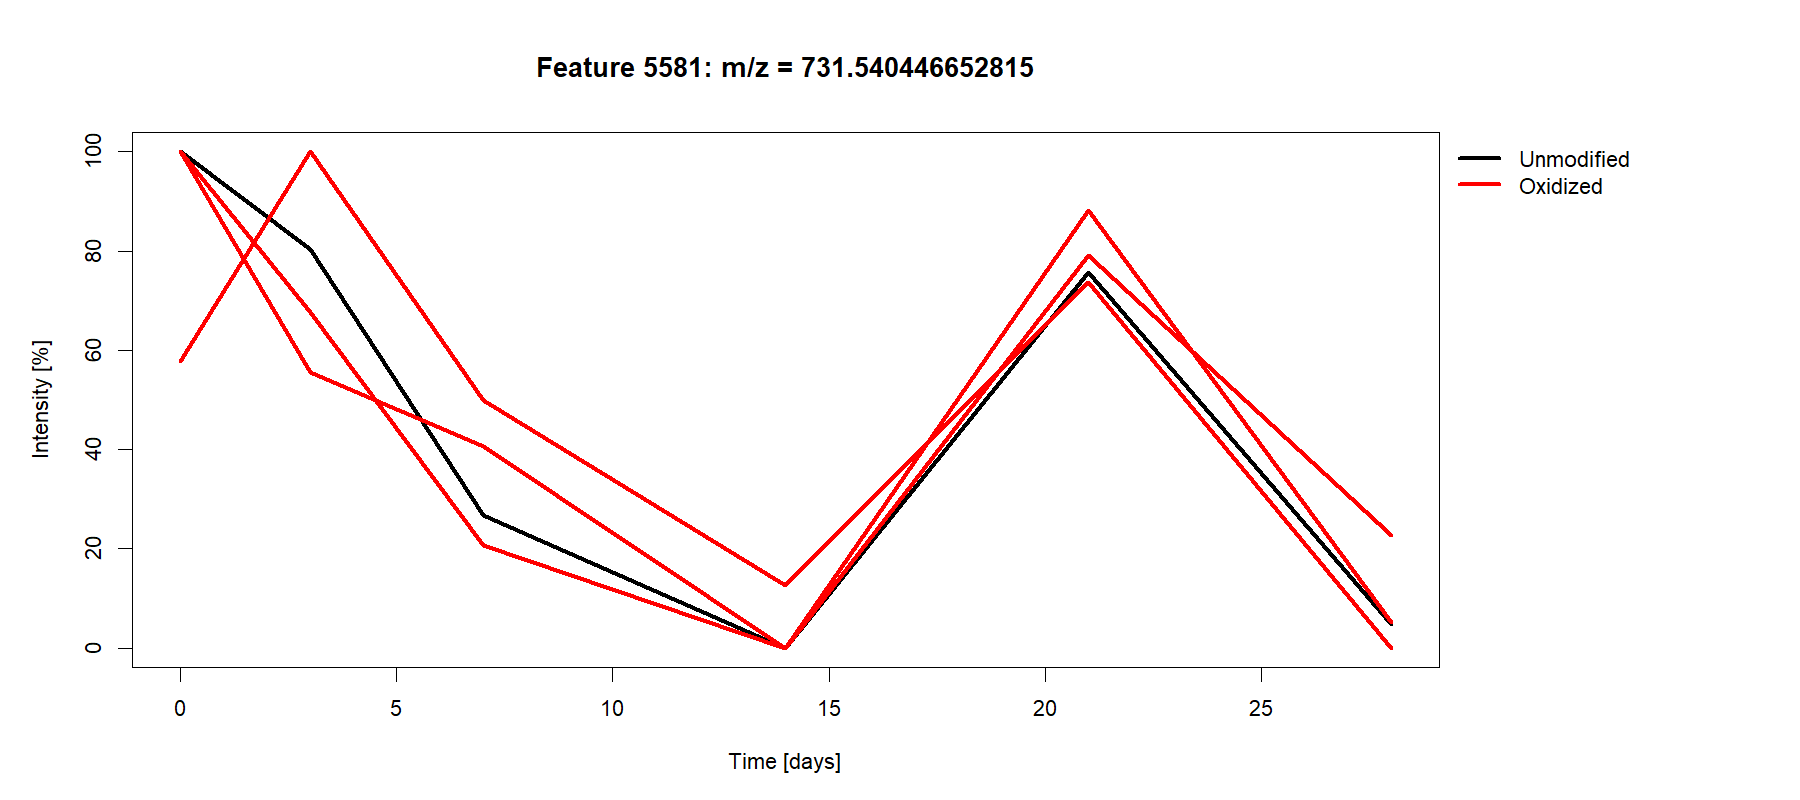 Feature 5581: m/z = 731.540446652815
Unmodified
Oxidized
Intensity [%]
100
80
60
40
20
0
0 5 10 15 20 25
Time [days]